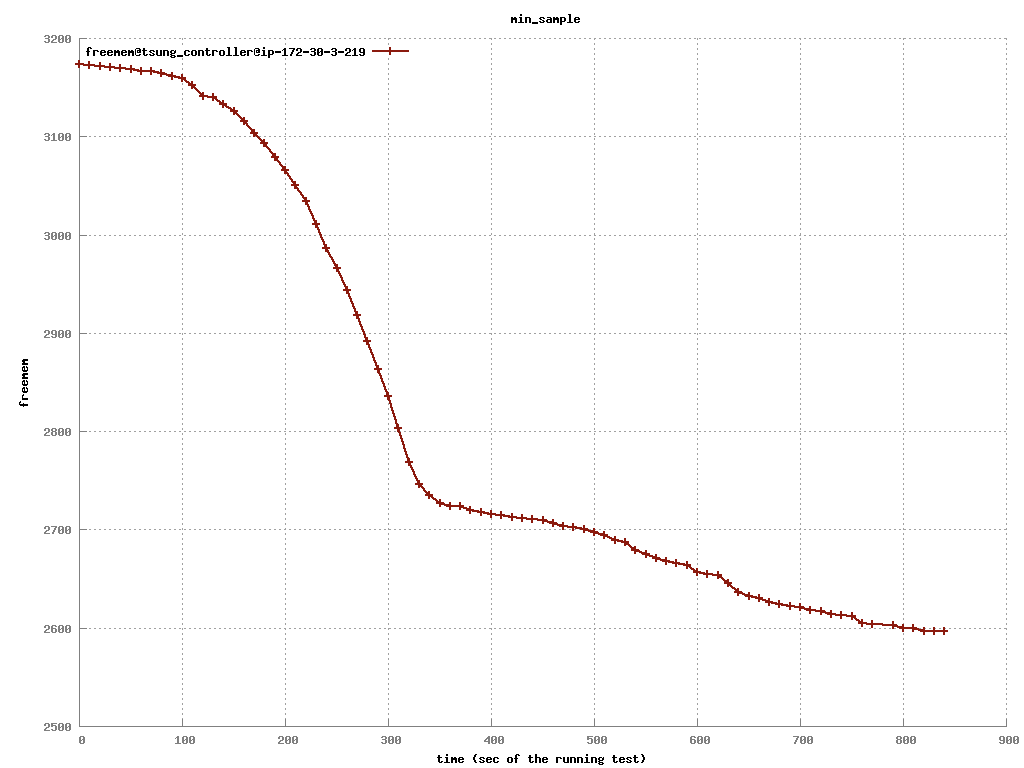 min_sample
3200
freemem@tsung_controller@ip-172-30-3-219
3100
3000
2900
freemem
2800
2700
2600
2500
0 100 200 300 400 500 600 700 800 900
time (sec of the running test)